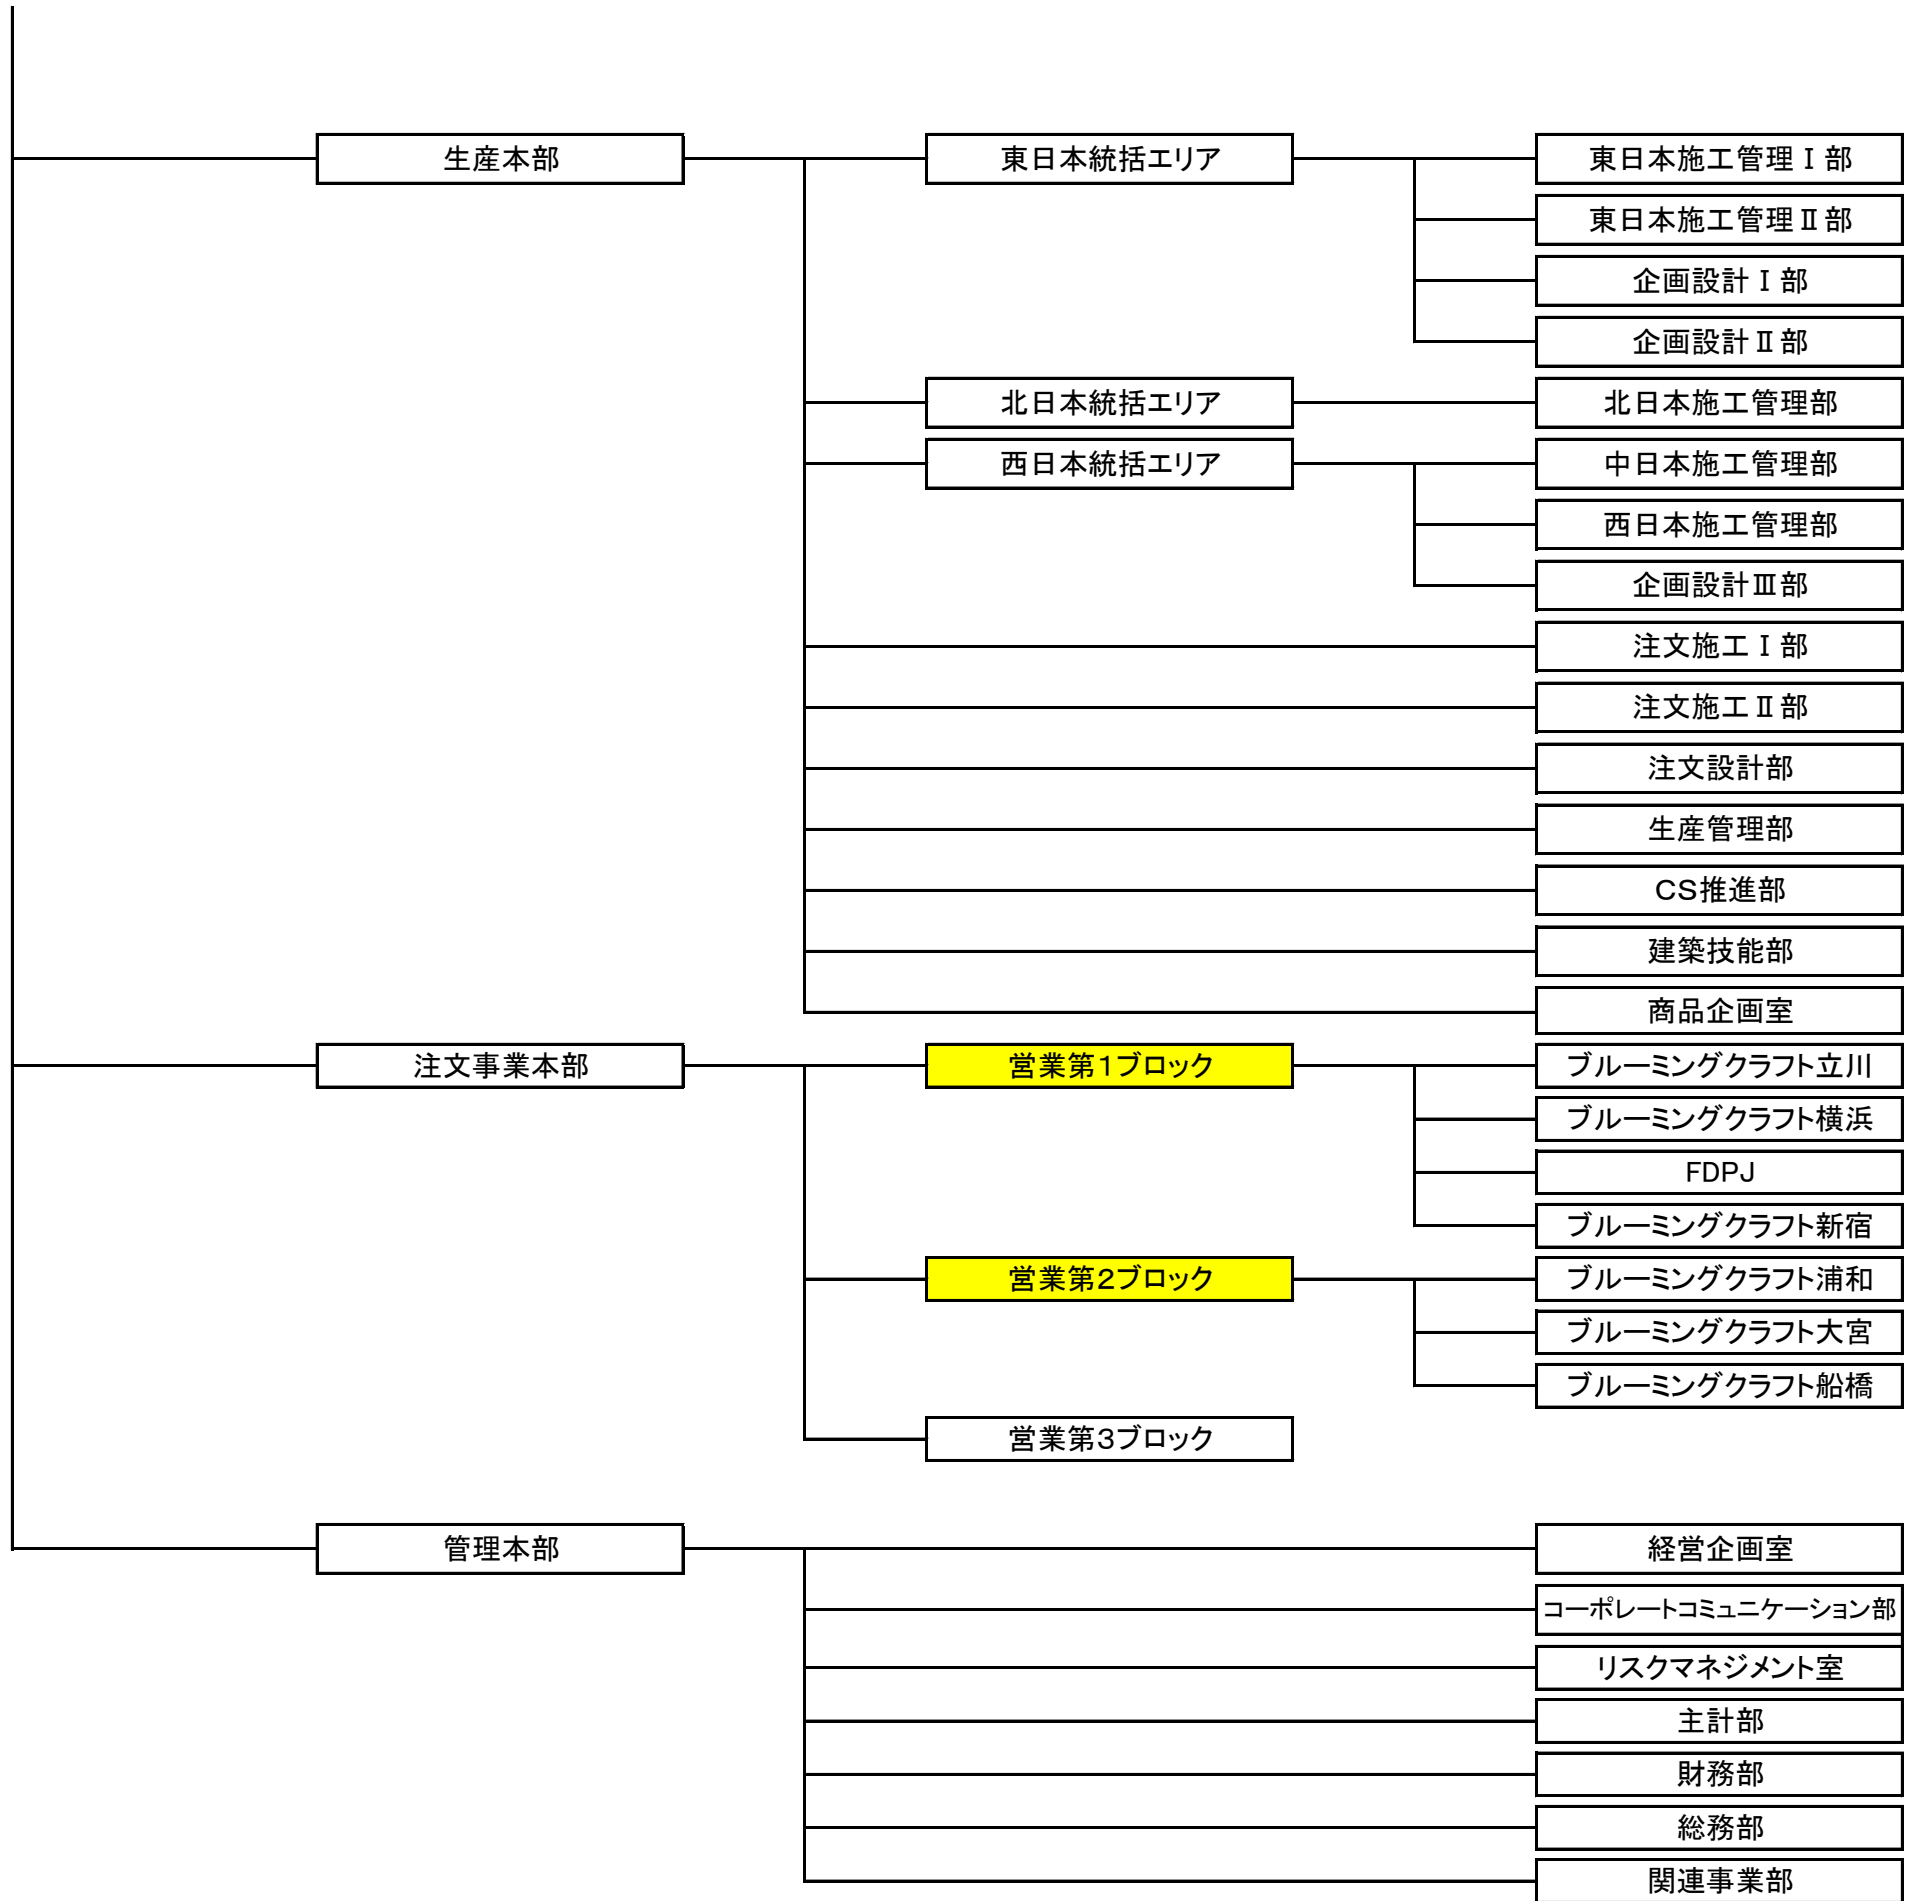 生産本部
東日本統括エリア
東日本施工管理Ⅰ部
東日本施工管理Ⅱ部
企画設計Ⅰ部
企画設計Ⅱ部
北日本統括エリア
北日本施工管理部
西日本統括エリア
中日本施工管理部
西日本施工管理部
企画設計Ⅲ部
注文施工Ⅰ部
注文施工Ⅱ部
注文設計部
生産管理部
CS推進部
建築技能部
商品企画室
注文事業本部
営業第1ブロック
ブルーミングクラフト立川
ブルーミングクラフト横浜
FDPJ
ブルーミングクラフト新宿
営業第2ブロック
ブルーミングクラフト浦和
ブルーミングクラフト大宮
ブルーミングクラフト船橋
営業第3ブロック
管理本部
経営企画室
コーポレートコミュニケーション部
リスクマネジメント室
主計部
財務部
総務部
関連事業部